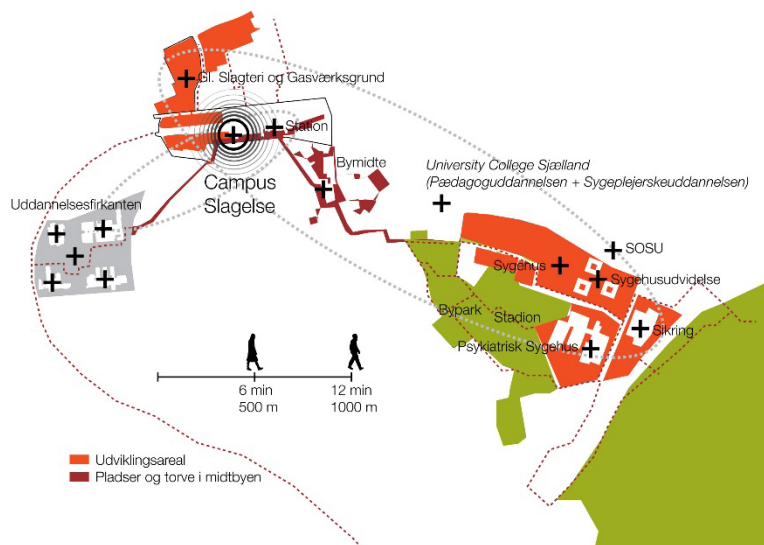 Gl. Slagteri og Gasværksgrund
Station
Campus
Slagelse
Bymidte
University College Sjælland
(Pædagoguddannelsen + Sygeplejerskeuddannelsen)
Uddannelsesfirkanten
SOSU
Sygehus
Sygehusudvidelse
Bypark
Stadion
Sikring
Psykiatrisk Sygehus
6 min
500 m
12 min
1000 m
Udviklingsareal
Pladser og torve i midtbyen